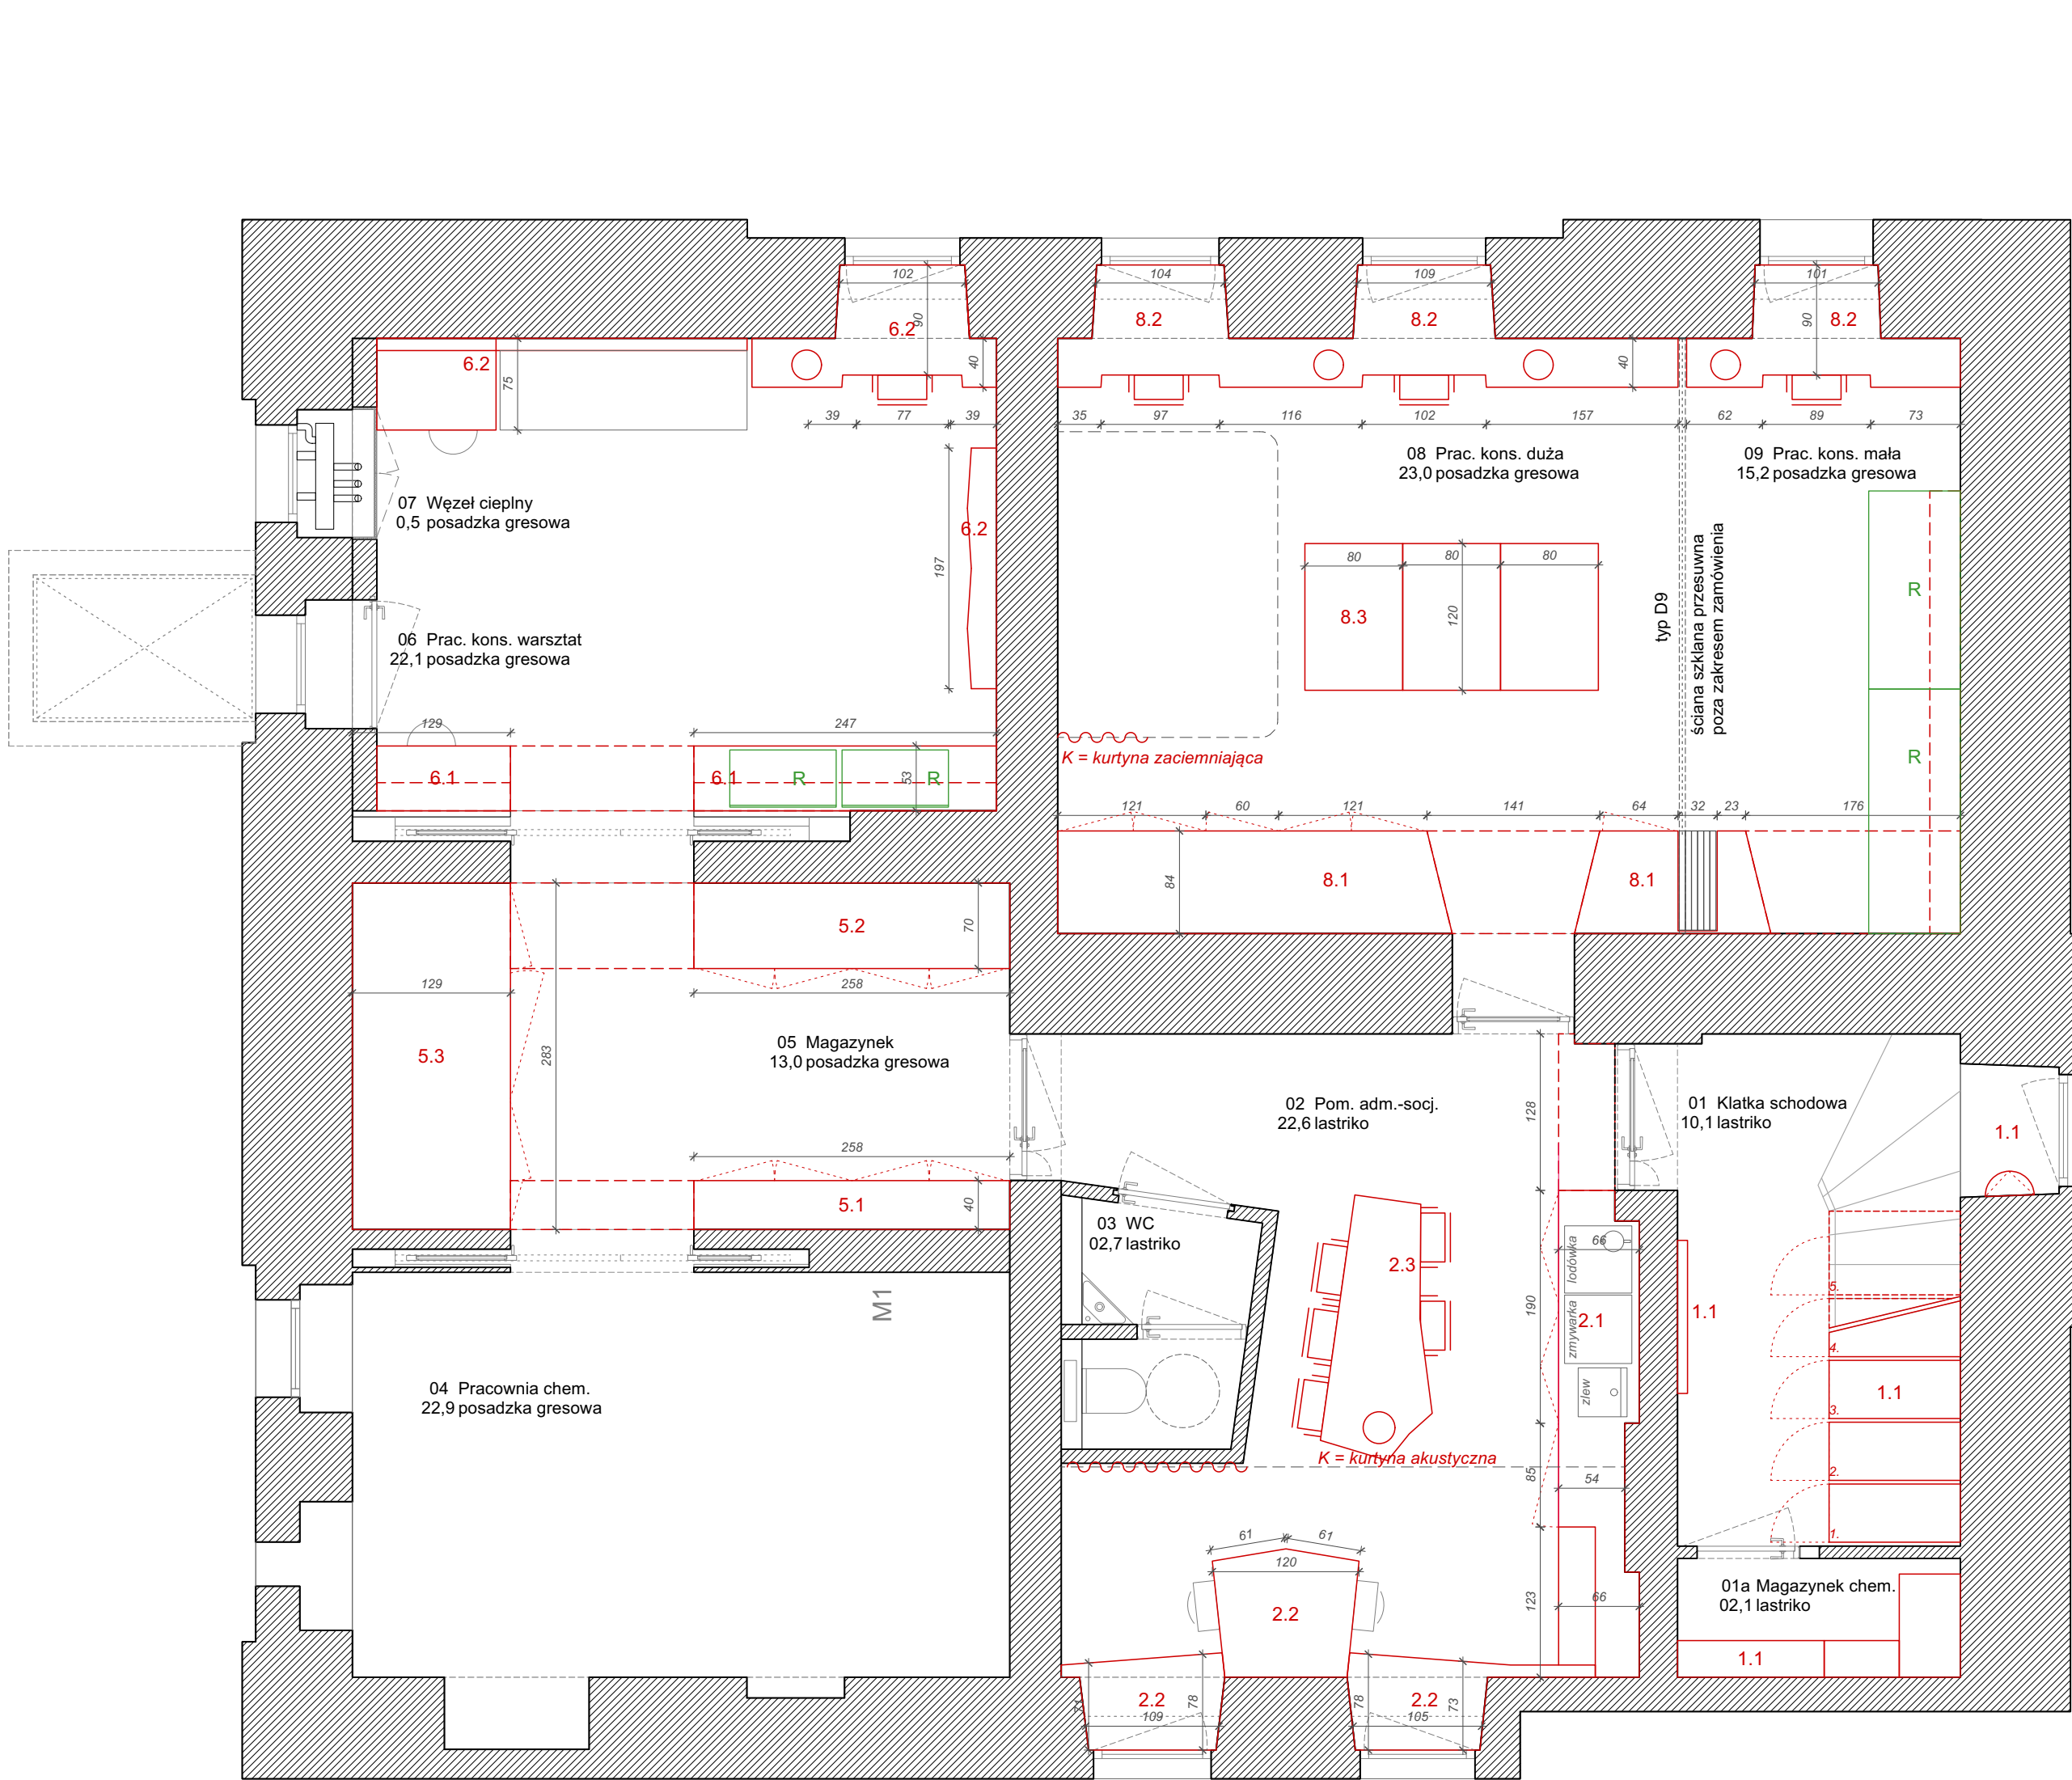 102
104
109
101
6.2
90
8.2
8.2
90
8.2
6.2
75
40
40
39
77
39
35
97
116
102
157
62
89
73
08 Prac. kons. duża
23,0 posadzka gresowa
09 Prac. kons. mała
15,2 posadzka gresowa
07 Węzeł cieplny
0,5 posadzka gresowa
6.2
197
80
80
80
8.3
120
typ D9
ściana szklana przesuwna
poza zakresem zamówienia
R
R
06 Prac. kons. warsztat
22,1 posadzka gresowa
129
247
K = kurtyna zaciemniająca
6.1
6.1
R
53
R
121
60
121
141
64
32
23
176
84
8.1
8.1
5.2
70
129
258
5.3
283
05 Magazynek
13,0 posadzka gresowa
258
5.1
40
02 Pom. adm.-socj.
22,6 lastriko
128
01 Klatka schodowa
10,1 lastriko
1.1
03 WC
02,7 lastriko
2.3
66
lodówka
190
zmywarka
2.1
zlew
1.1
5.
4.
1.1
3.
2.
1.
M1
04 Pracownia chem.
22,9 posadzka gresowa
K = kurtyna akustyczna
85
54
61
61
120
2.2
123
66
01a Magazynek chem.
02,1 lastriko
1.1
71
2.2
78
109
78
2.2
73
105